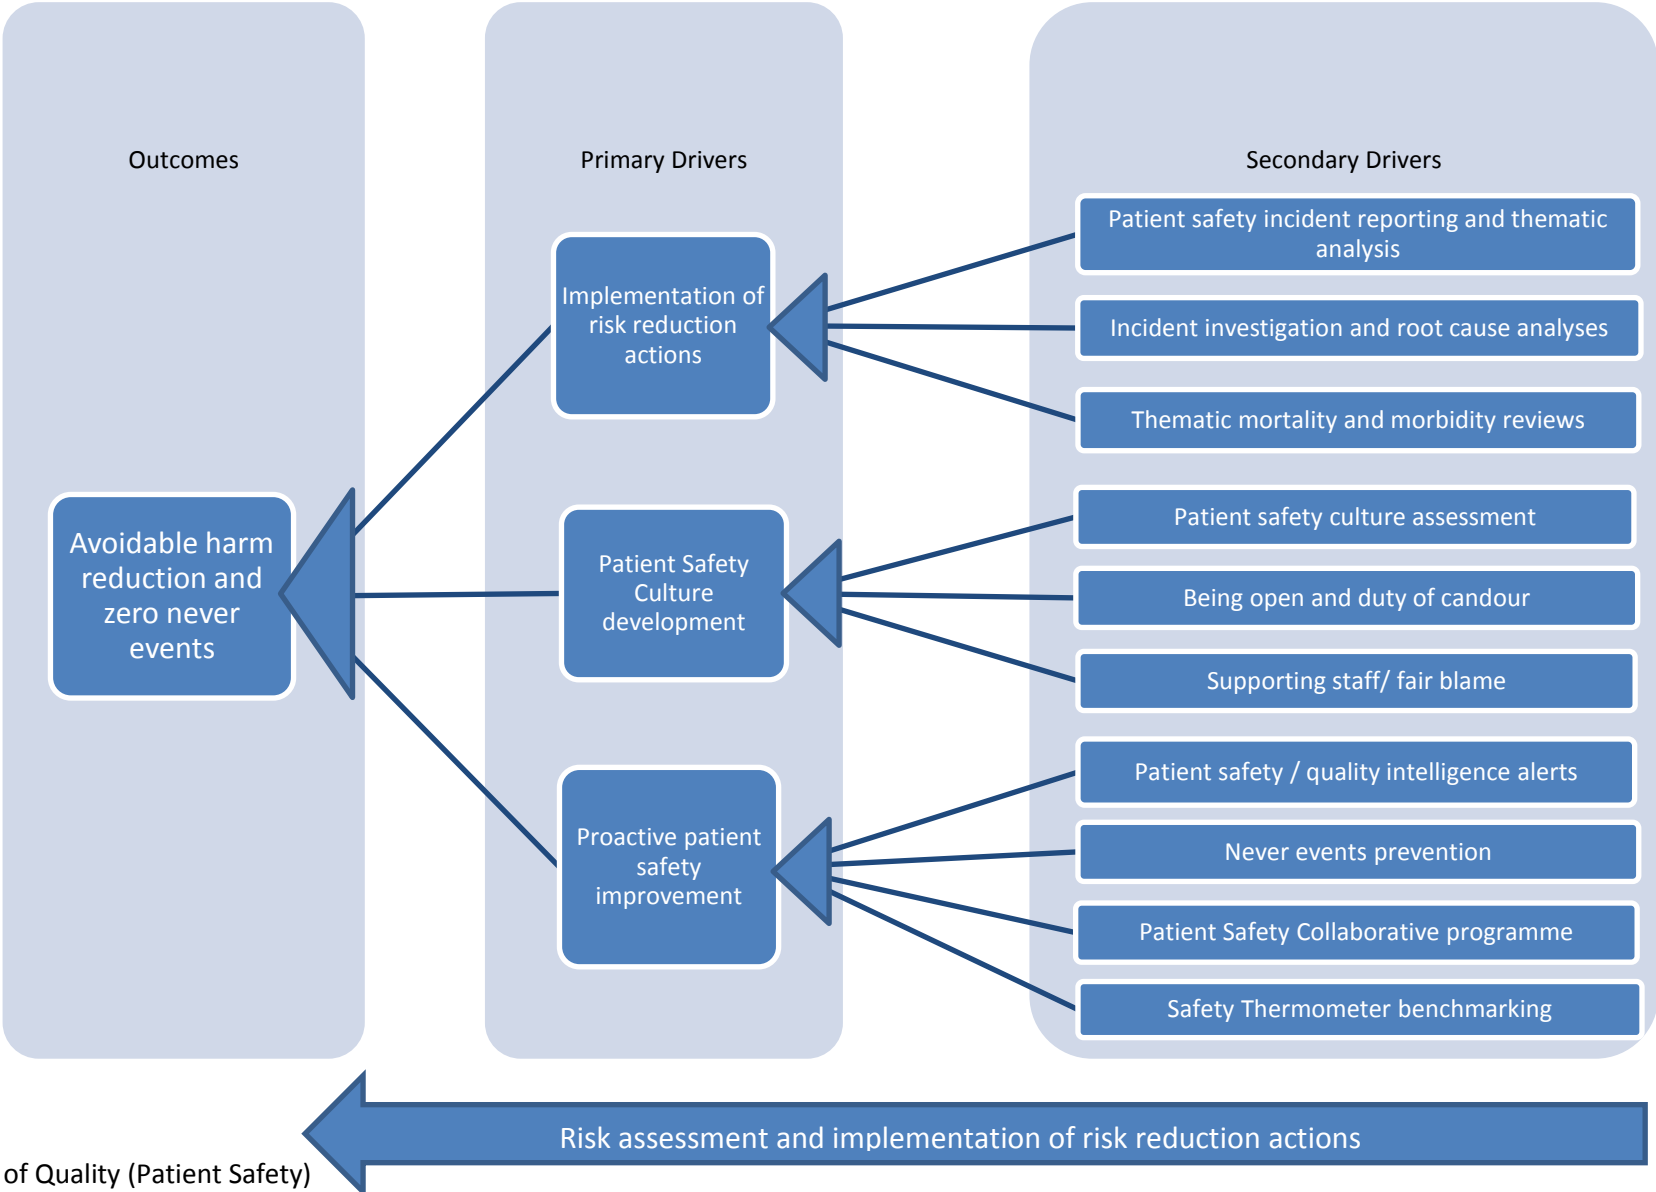 Outcomes
Primary Drivers
Secondary Drivers
Avoidable harm
reduction and
zero never
events
Implementation of
risk reduction
actions
Patient Safety
Culture
development
Proactive patient
safety
improvement
Patient safety incident reporting and thematic
analysis
Incident investigation and root cause analyses
Thematic mortality and morbidity reviews
Patient safety culture assessment
Being open and duty of candour
Supporting staff/ fair blame
Patient safety / quality intelligence alerts
Never events prevention
Patient Safety Collaborative programme
Safety Thermometer benchmarking
Risk assessment and implementation of risk reduction actions
of Quality (Patient Safety)